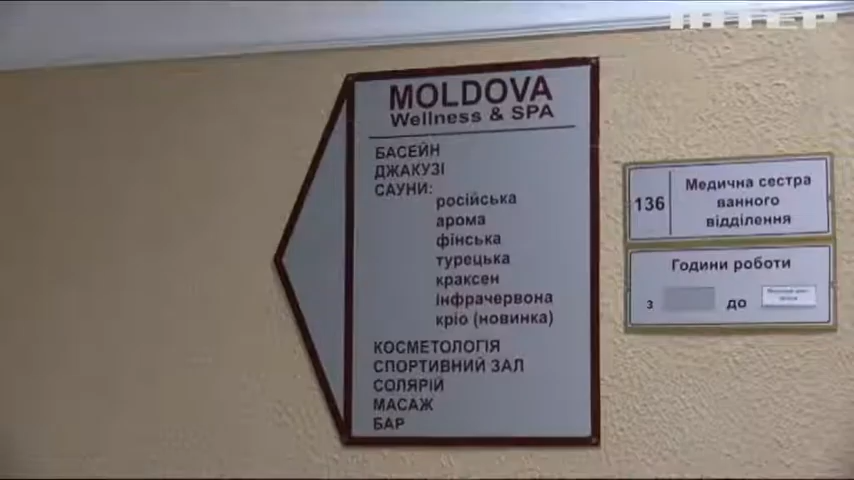 ІНТЕР
MOLDOVA
Wellness & SPA
БАСЕЙН
ДЖАКУЗІ
САУНИ:
російська
арома
фінська
турецька
краксен
інфрачервона
кріо (новинка)
КОСМЕТОЛОГІЯ
СПОРТИВНИЙ ЗАЛ
СОЛЯРІЙ
МАСАЖ
БАР
136
Медична сестра
ванного
відділення
Години роботи
з до